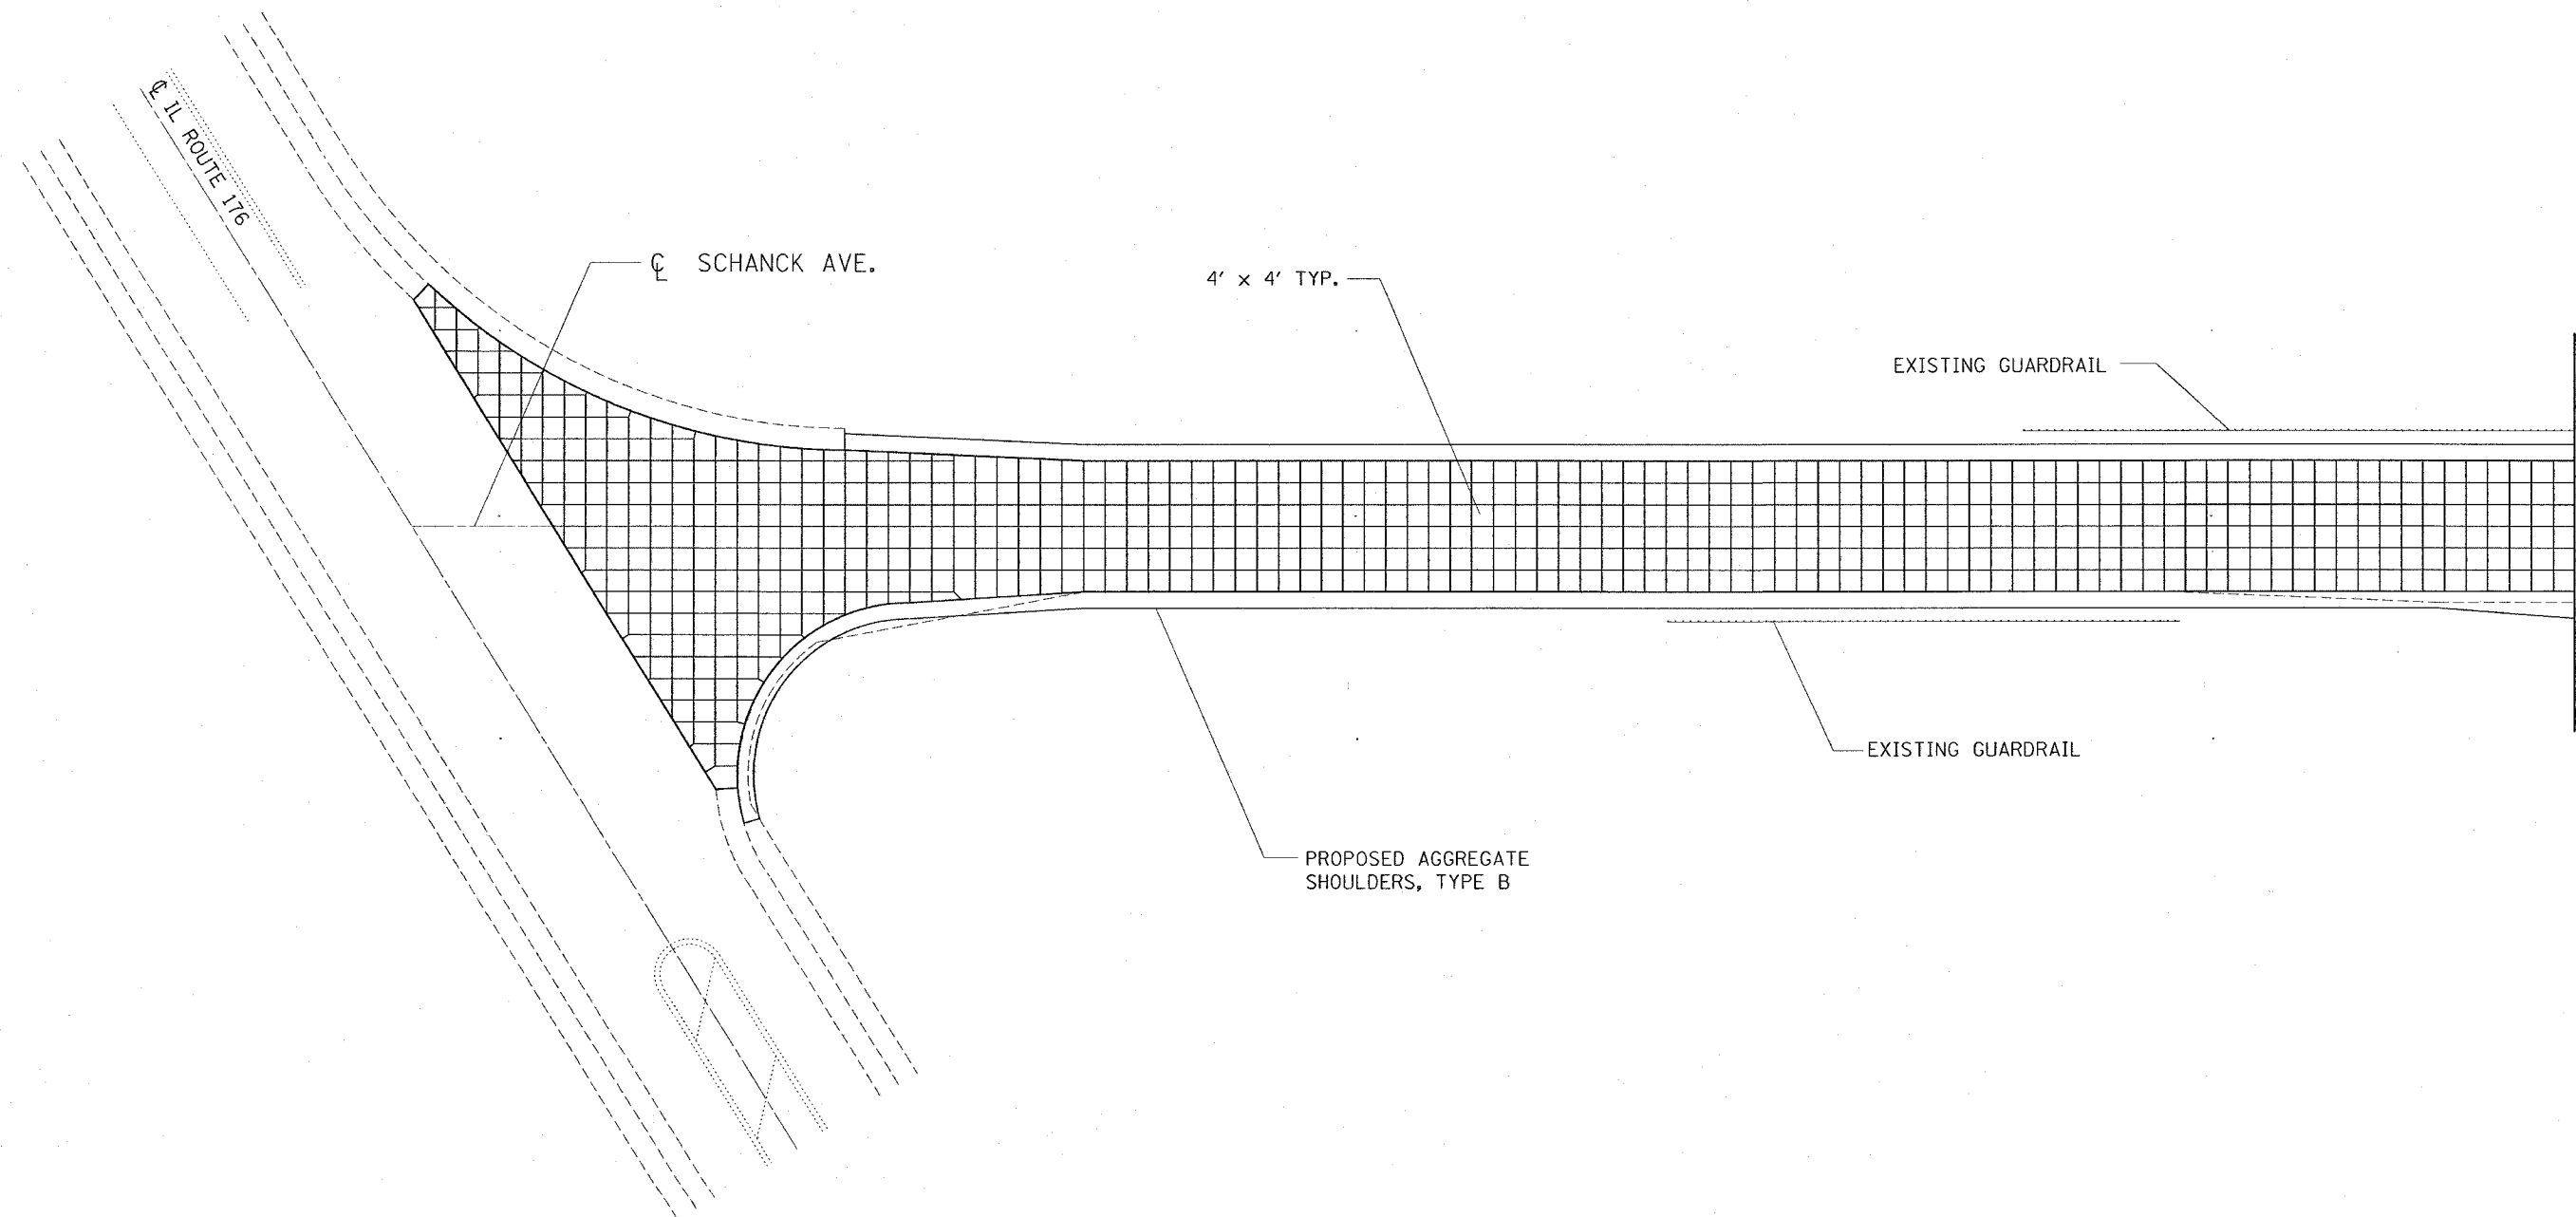 ℄ IL ROUTE 176
℄ SCHANCK AVE.
4' x 4' TYP.
EXISTING GUARDRAIL
EXISTING GUARDRAIL
PROPOSED AGGREGATE
SHOULDERS, TYPE B